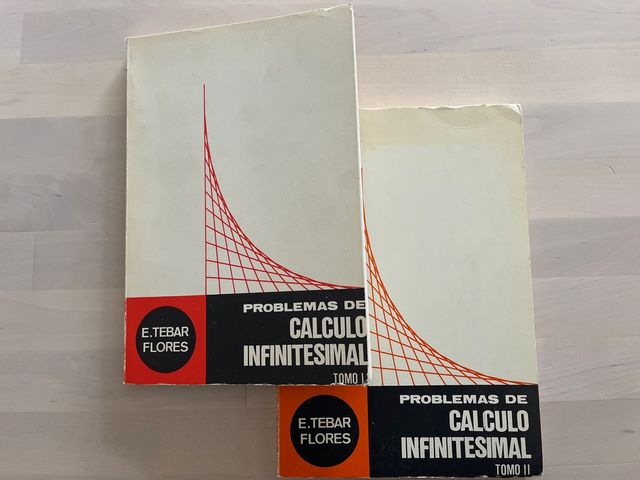 E.TEBAR
FLORES
PROBLEMAS DE
CALCULO
INFINITESIMAL
TOMO I
E.TEBAR
FLORES
PROBLEMAS DE
CALCULO
INFINITESIMAL
TOMO II